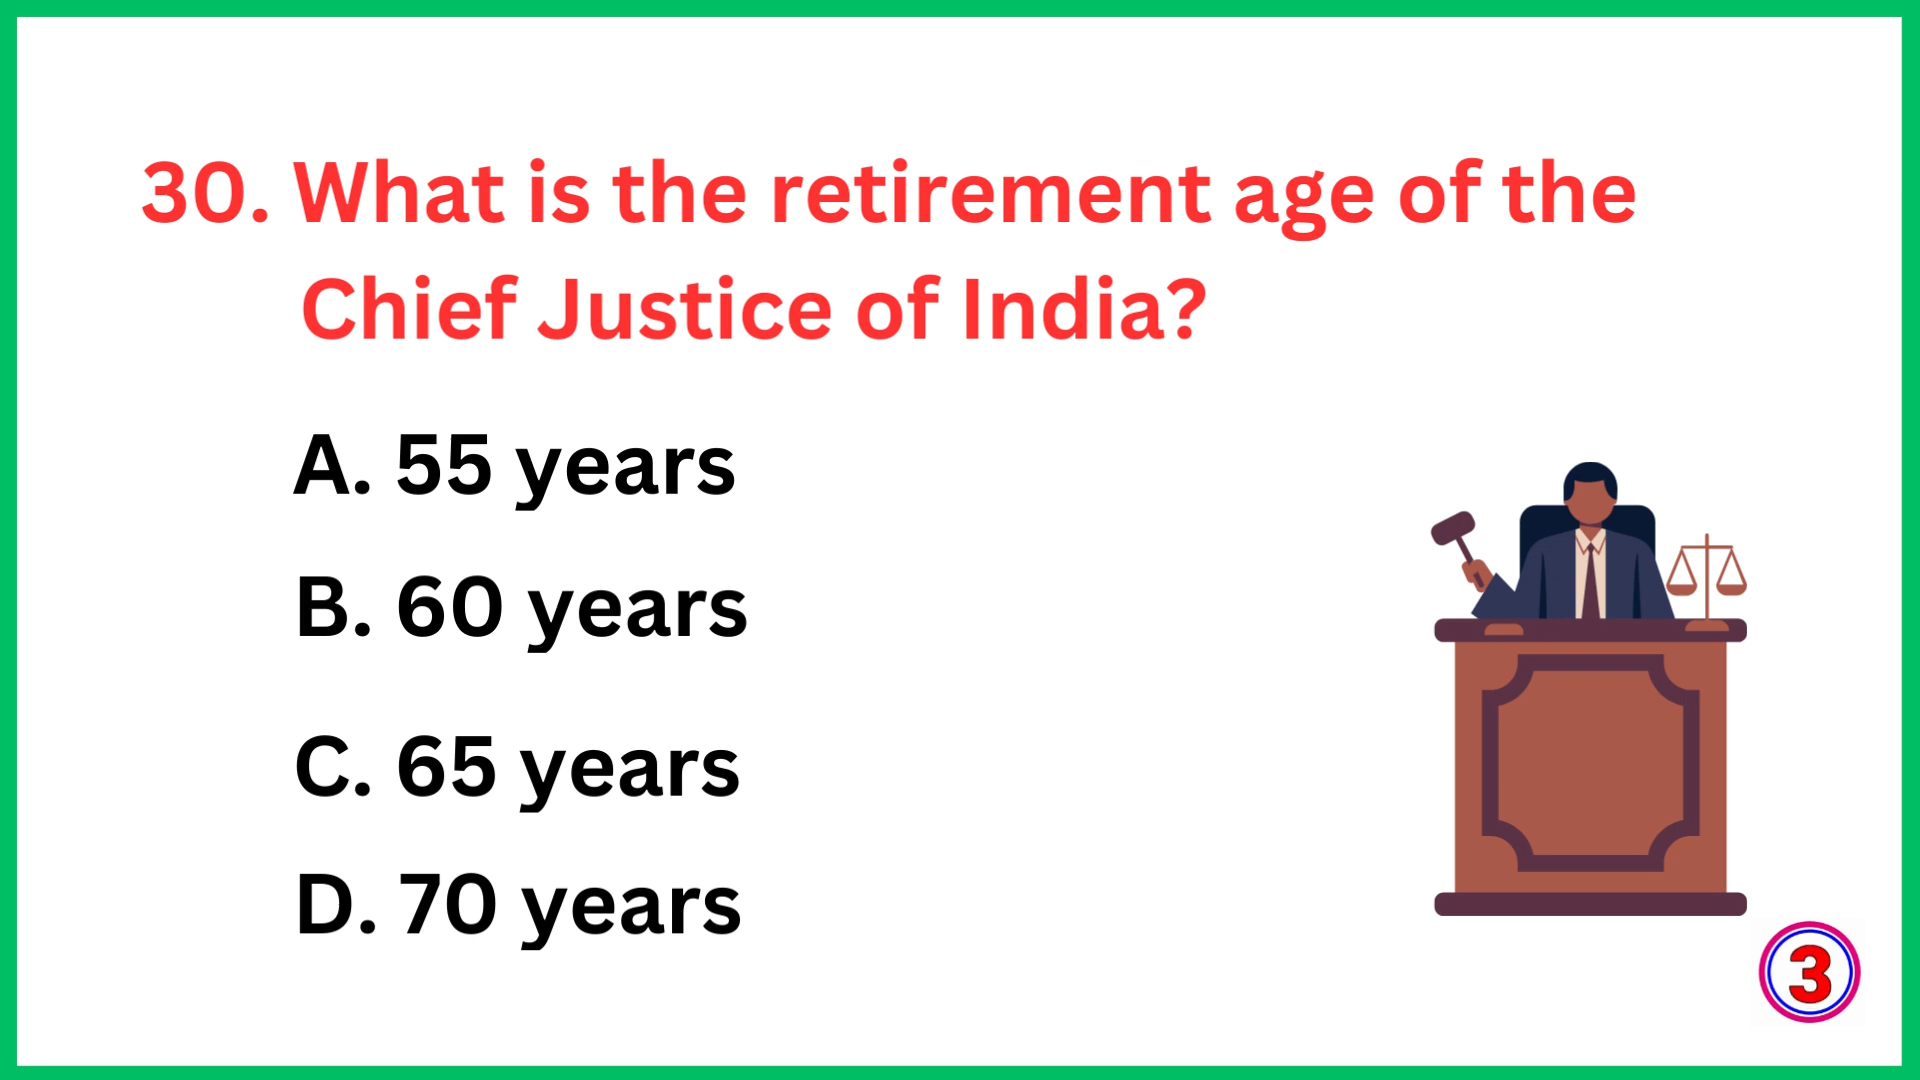 30. What is the retirement age of the
Chief Justice of India?
A. 55 years
B. 60 years
C. 65 years
D. 70 years
3